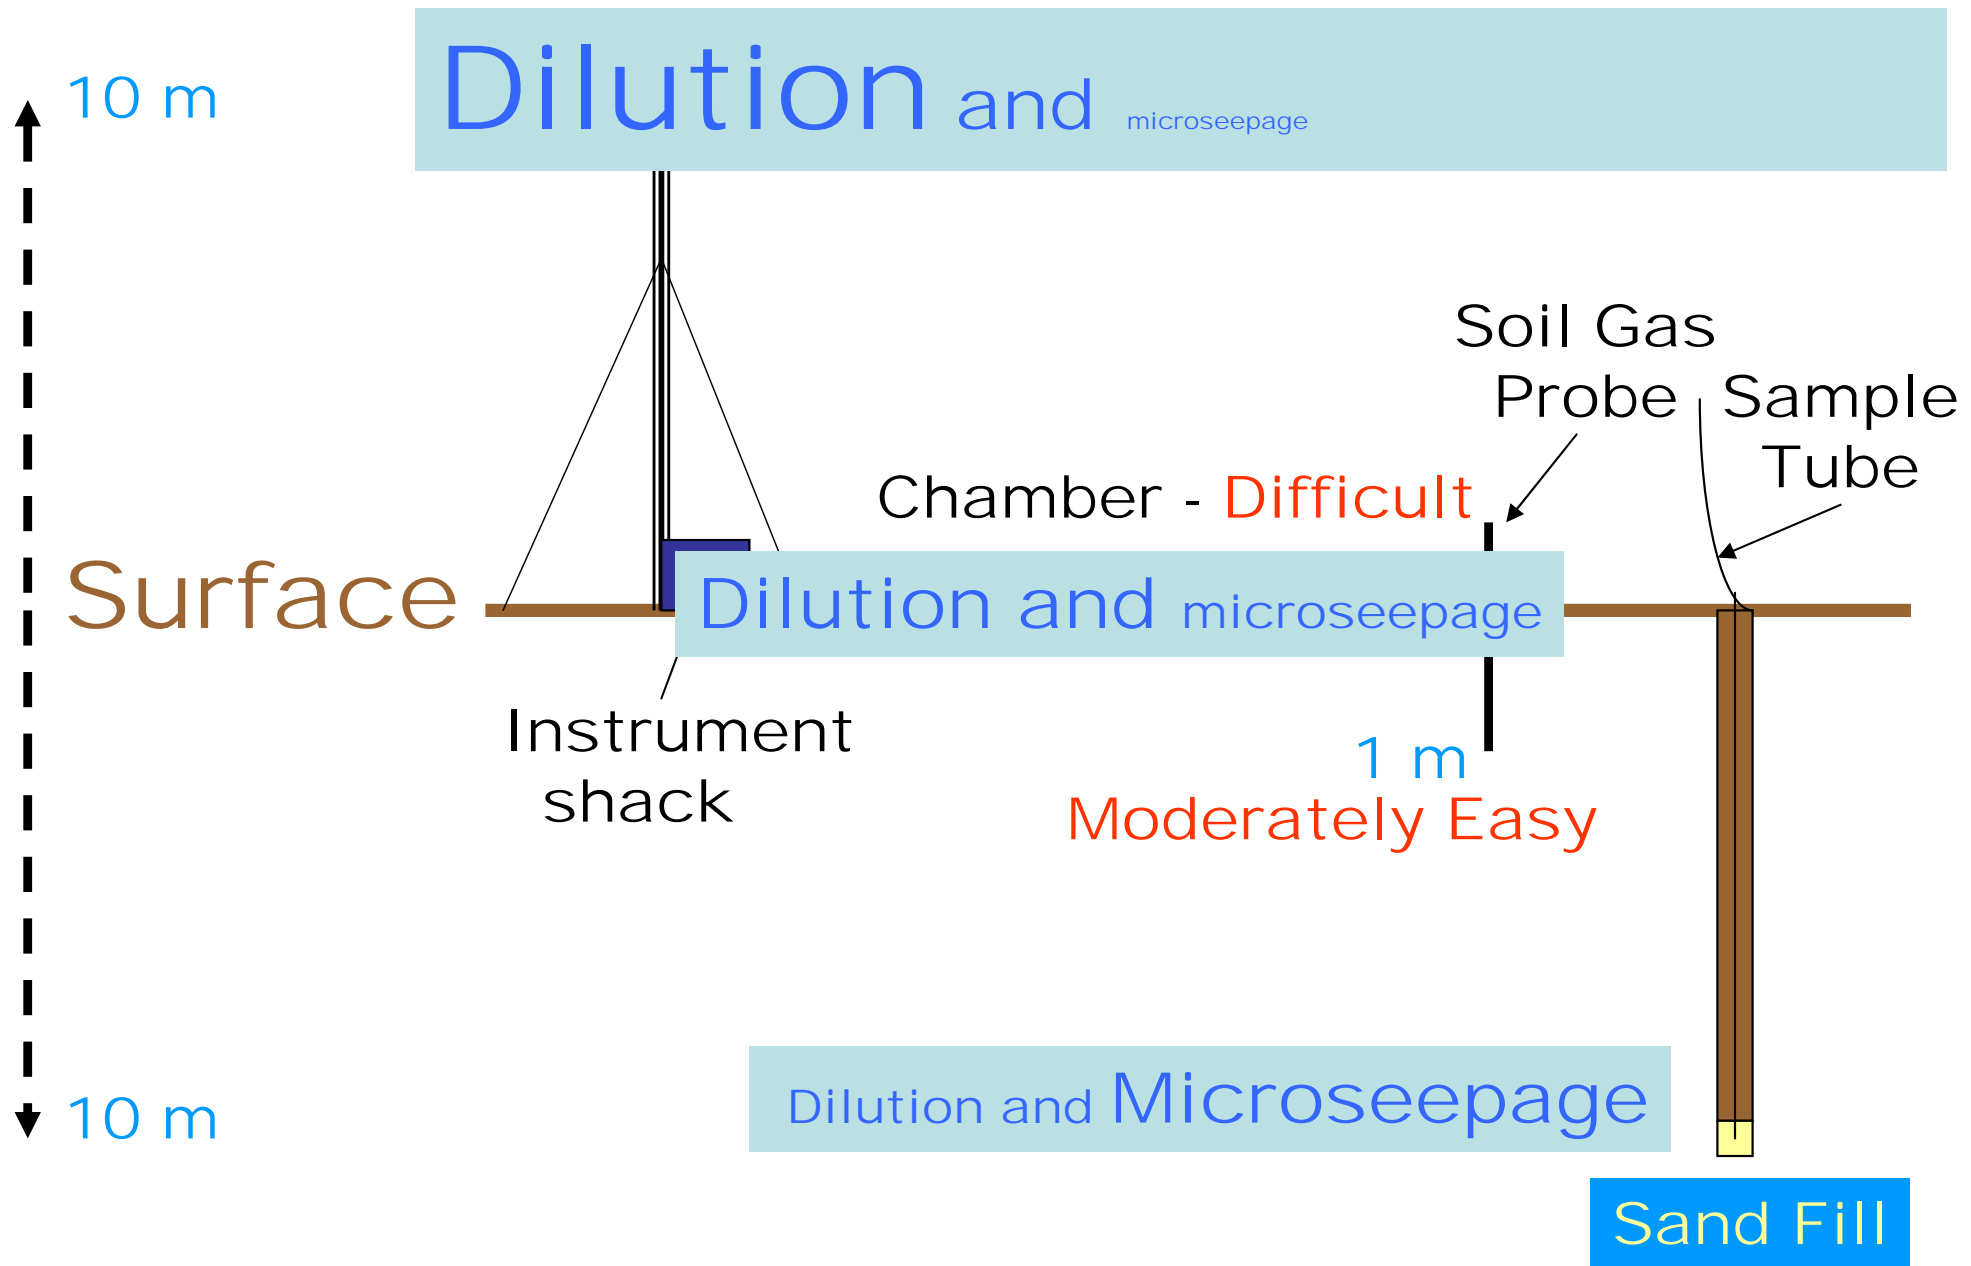 10 m
Dilution and microseepage
Soil Gas
Probe
Sample
Tube
Chamber - Difficult
Surface
Dilution and microseepage
Instrument
shack
1 m
Moderately Easy
10 m
Dilution and Microseepage
Sand Fill